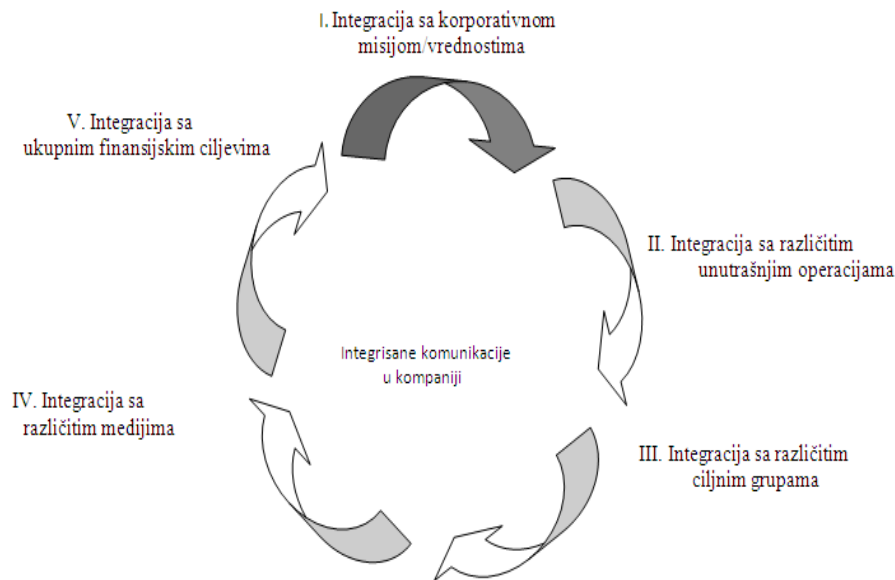 I. Integracija sa korporativnom
misijom/vrednostima
II. Integracija sa različitim
unutrašnjim operacijama
III. Integracija sa različitim
ciljnim grupama
IV. Integracija sa
različitim medijima
V. Integracija sa
ukupnim finansijskim ciljevima
Integrisane komunikacije
u kompaniji